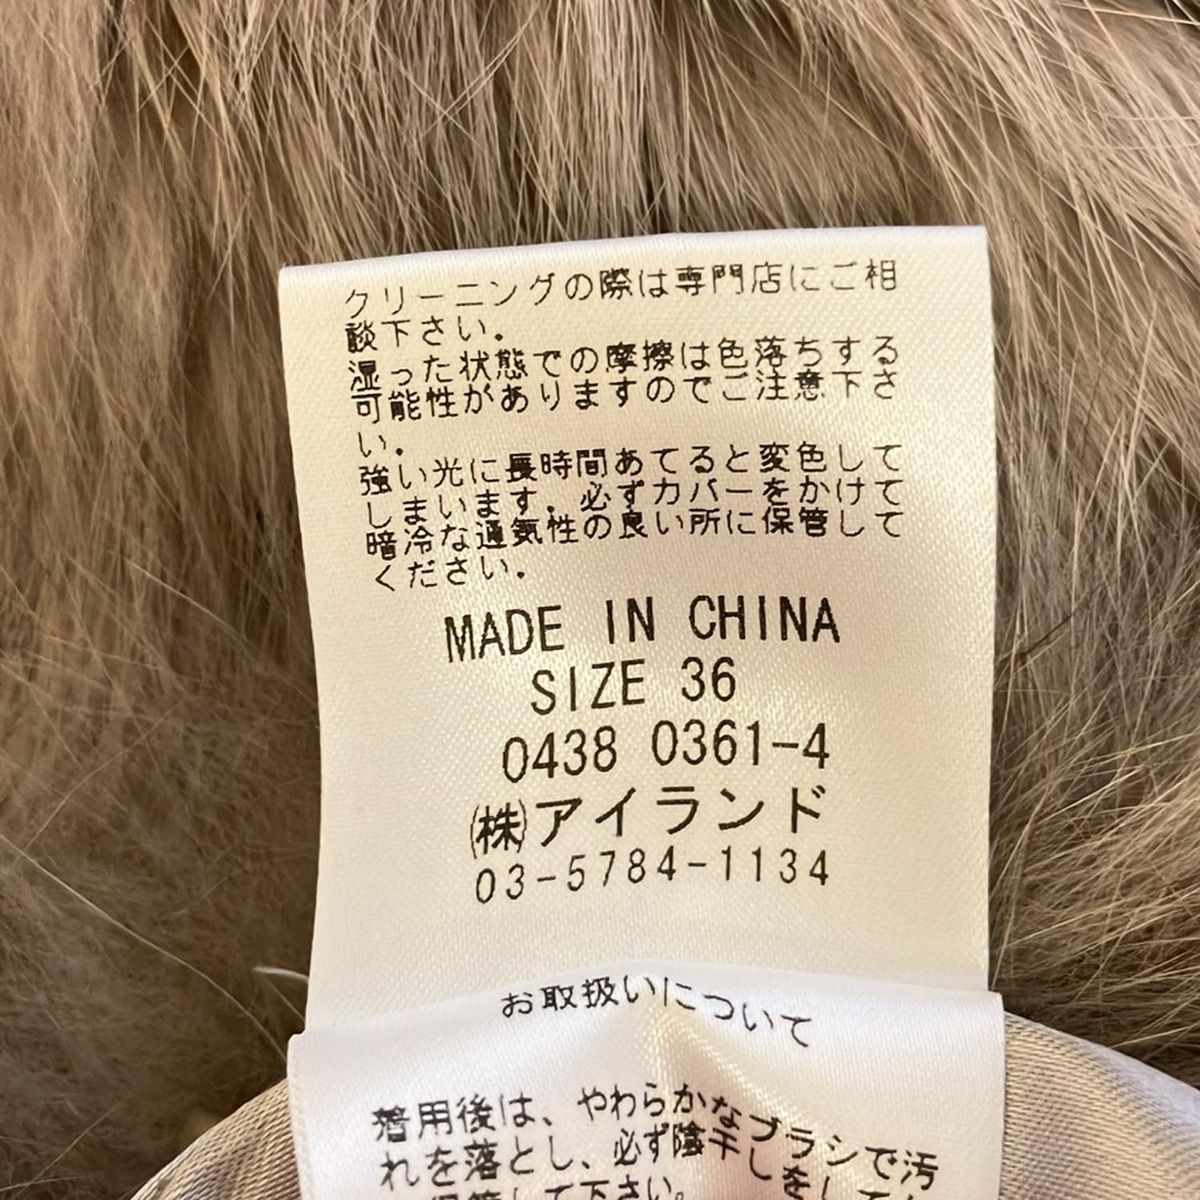 クリーニングの際は専門店にご相
談下さい.
湿った状態での摩擦は色落ちする
可能性がありますのでご注意下さ
い.
強い光に長時間あてると変色して
しまいます.必ずカバーをかけて
暗冷な通気性の良い所に保管して
ください.
MADE IN CHINA
SIZE 36
0438 0361-4
㈱アイランド
03-5784-1134
お取扱いについて
着用後は、やわらかなブラシで汚
れを落とし、必ず陰干しをして
保管して下さい。